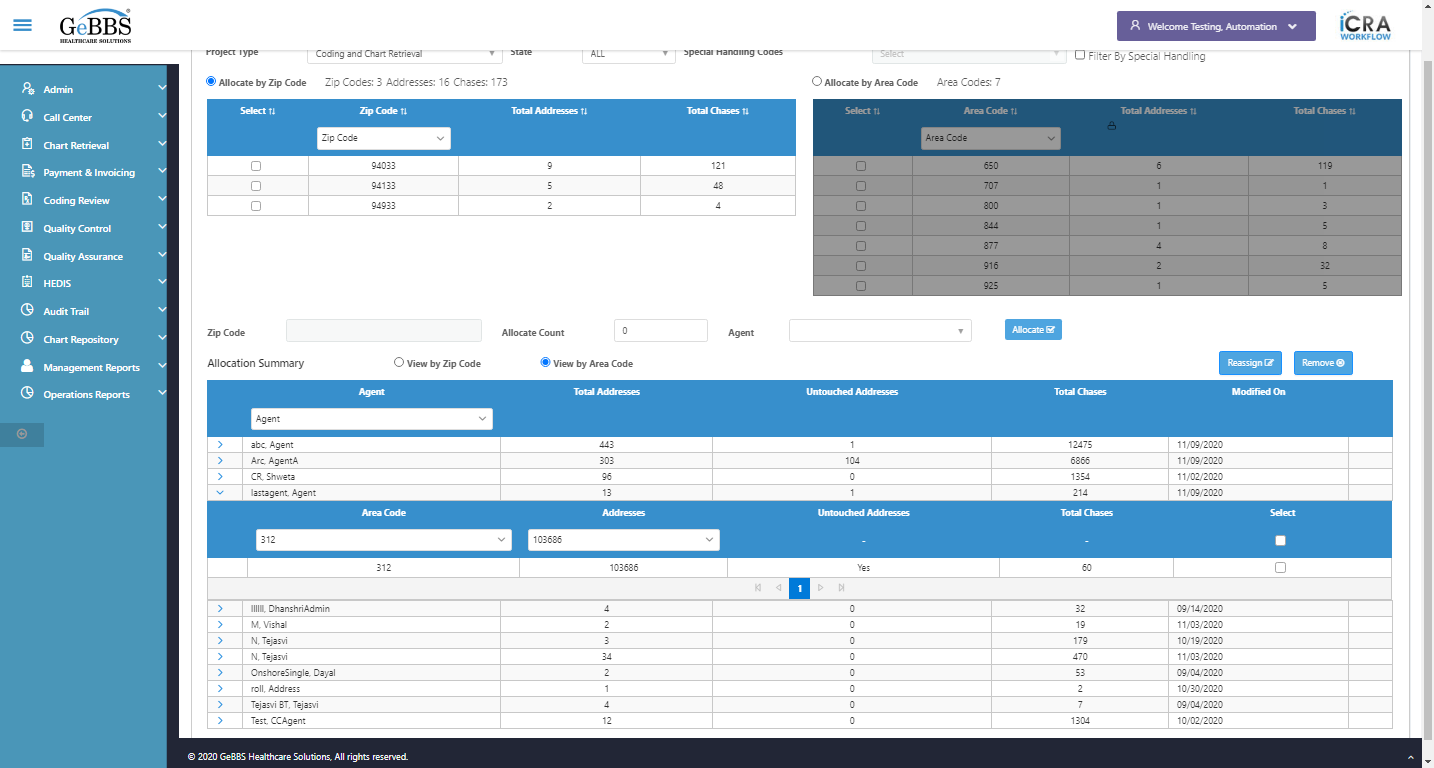 GeBBS
HEALTHCARE SOLUTIONS
Welcome Testing, Automation
iCRA
WORKFLOW
Project Type Coding and Chart Retrieval State ALL Special Handling Codes Select Filter By Special Handling
Admin
Call Center
Chart Retrieval
Payment & Invoicing
Coding Review
Quality Control
Quality Assurance
HEDIS
Audit Trail
Chart Repository
Management Reports
Operations Reports
Allocate by Zip Code Zip Codes: 3 Addresses: 16 Chases: 173
Select Zip Code Total Addresses Total Chases
Zip Code
94033 9 121
94133 5 48
94933 2 4
Allocate by Area Code Area Codes: 7
Select Area Code Total Addresses Total Chases
Area Code
650 6 119
707 1 1
800 1 3
844 1 5
877 4 8
916 2 32
925 1 5
Zip Code Allocate Count 0 Agent Allocate
Allocation Summary View by Zip Code View by Area Code Reassign Remove
Agent Total Addresses Untouched Addresses Total Chases Modified On
Agent
abc, Agent 443 1 12475 11/09/2020
Arc, AgentA 303 104 6866 11/09/2020
CR, Shweta 96 0 1354 11/02/2020
lastagent, Agent 13 1 214 11/09/2020
Area Code Addresses Untouched Addresses Total Chases Select
312 103686 - -
312 103686 Yes 60
1
DhanshriAdmin 4 0 32 09/14/2020
M, Vishal 2 0 19 11/03/2020
N, Tejasvi 3 0 179 10/19/2020
N, Tejasvi 34 0 470 11/03/2020
OnshoreSingle, Dayal 2 0 53 09/04/2020
roll, Address 1 0 2 10/30/2020
Tejasvi BT, Tejasvi 4 0 7 09/04/2020
Test, CCAgent 12 0 1304 10/02/2020
© 2020 GeBBS Healthcare Solutions, All rights reserved.